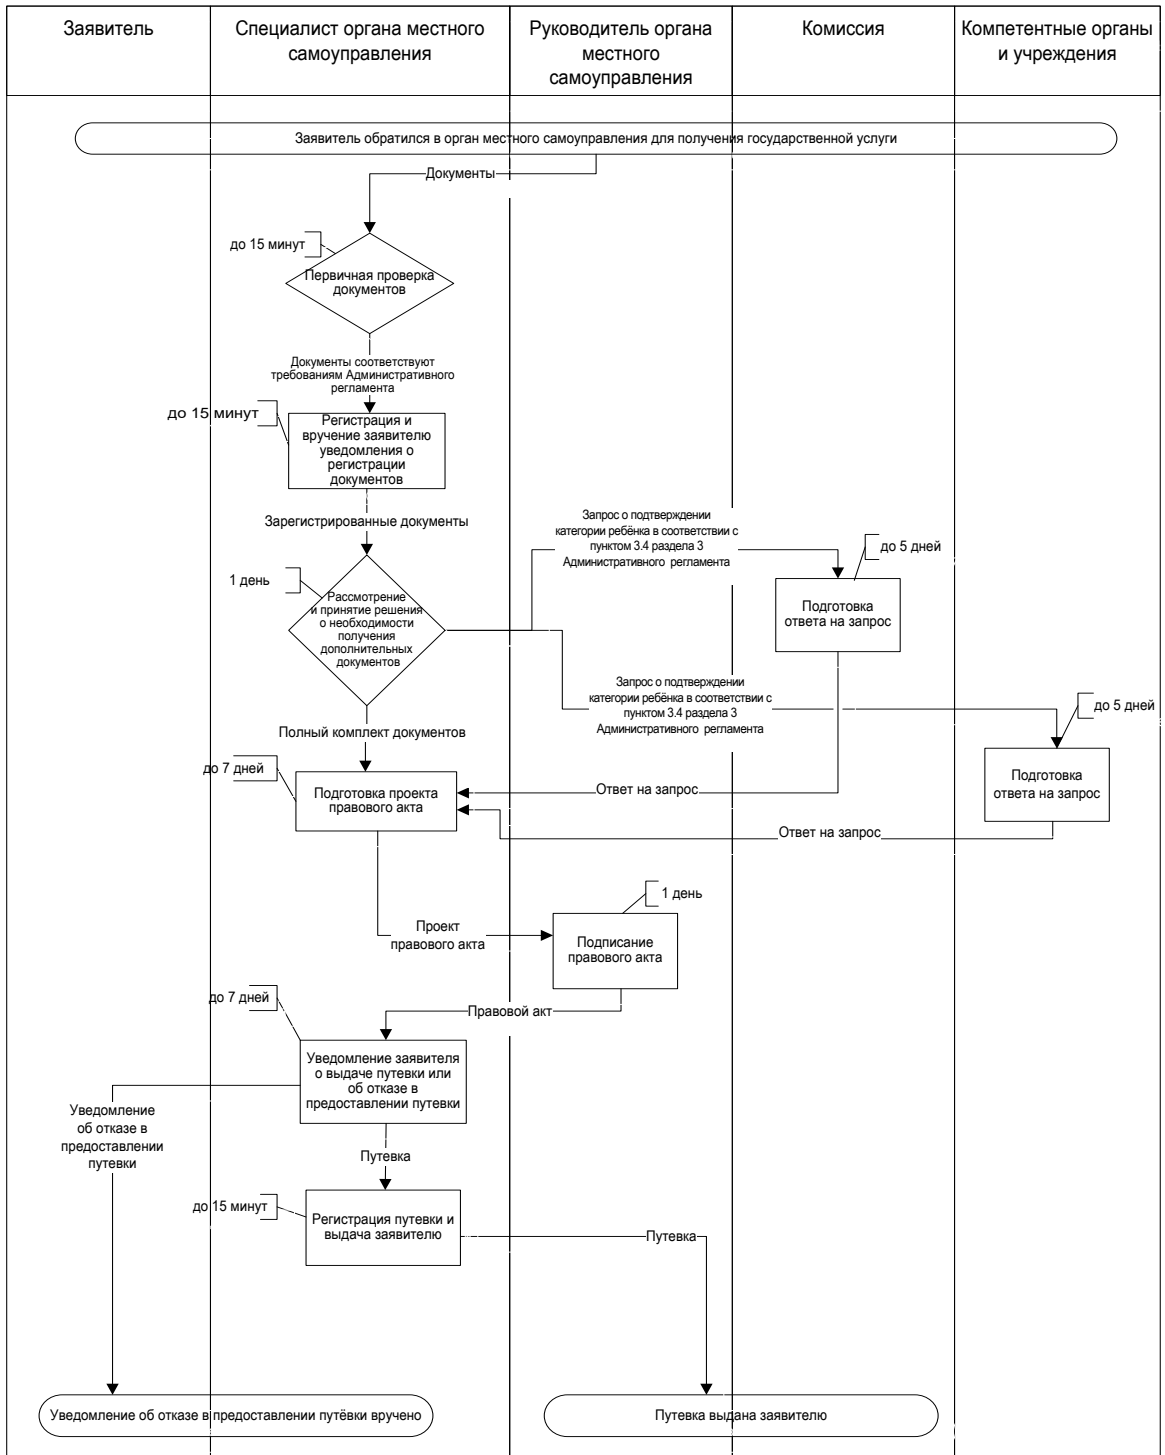 Заявитель
Специалист органа местного
самоуправления
Руководитель органа
местного
самоуправления
Комиссия
Компетентные органы
и учреждения
Заявитель обратился в орган местного самоуправления для получения государственной услуги
Документы
до 15 минут
Первичная проверка
документов
Документы соответствуют
требованиям Административного
регламента
до 15 минут
Регистрация и
вручение заявителю
уведомления о
регистрации
документов
Зарегистрированные документы
Запрос о подтверждении
категории ребёнка в соответствии с
пунктом 3.4 раздела 3
Административного регламента
до 5 дней
1 день
Рассмотрение
и принятие решения
о необходимости
получения
дополнительных
документов
Подготовка
ответа на запрос
Запрос о подтверждении
категории ребёнка в соответствии с
пунктом 3.4 раздела 3
Административного регламента
до 5 дней
Полный комплект документов
до 7 дней
Подготовка проекта
правового акта
Ответ на запрос
Подготовка
ответа на запрос
Ответ на запрос
1 день
Проект
правового акта
Подписание
правового акта
до 7 дней
Правовой акт
Уведомление заявителя
о выдаче путевки или
об отказе в
предоставлении путевки
Уведомление
об отказе в
предоставлении
путевки
Путевка
до 15 минут
Регистрация путевки и
выдача заявителю
Путевка
Уведомление об отказе в предоставлении путёвки вручено
Путевка выдана заявителю